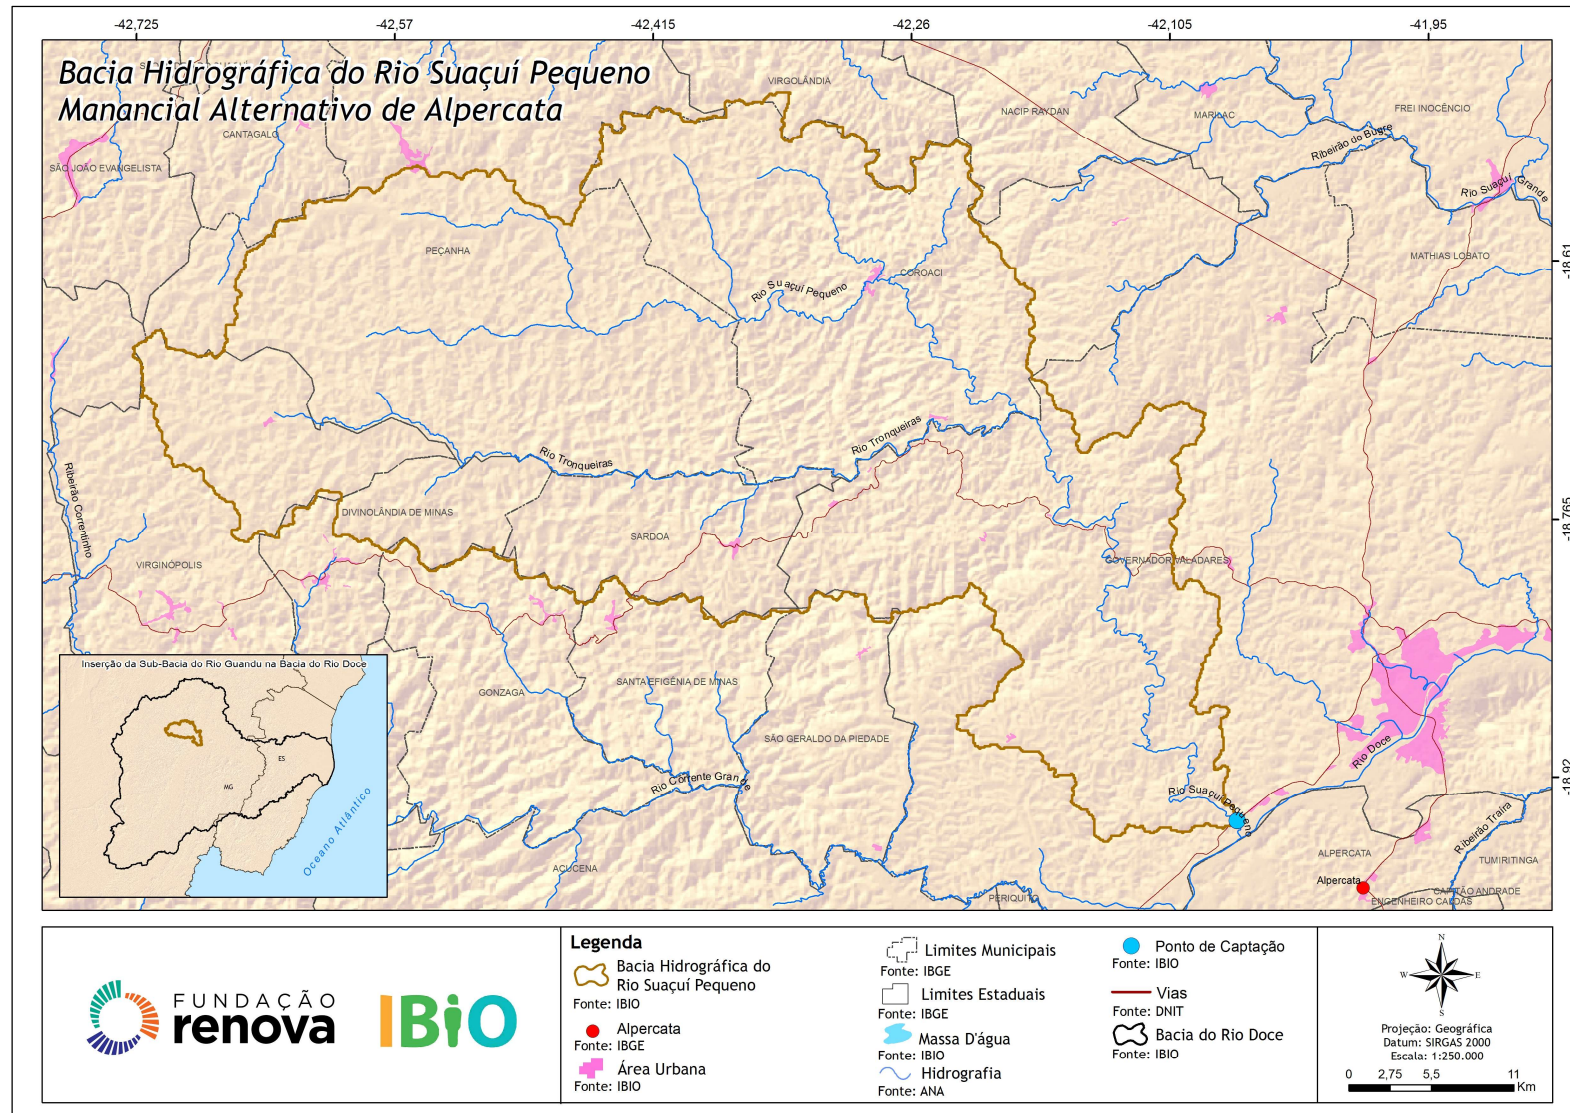 -42,725
-42,57
-42,415
-42,26
-42,105
-41,95
Bacia Hidrográfica do Rio Suaçuí Pequeno
Manancial Alternativo de Alpercata
VIRGOLÂNDIA
NACIP RAYDAN
MARILAC
FREI INOCÊNCIO
CANTAGALO
SÃO JOÃO EVANGELISTA
Ribeirão do Bugre
Rio Suaçuí Grande
PEÇANHA
COROACI
MATHIAS LOBATO
-18,61
Rio Suaçuí Pequeno
Rio Tronqueiras
Rio Tronqueiras
Ribeirão Correntinho
DIVINOLÂNDIA DE MINAS
SARDOA
-18,765
VIRGINÓPOLIS
GOVERNADOR VALADARES
Inserção da Sub-Bacia do Rio Guandu na Bacia do Rio Doce
GONZAGA
SANTA EFIGÊNIA DE MINAS
SÃO GERALDO DA PIEDADE
Rio Doce
ES
MG
Oceano Atlântico
Rio Corrente Grande
Rio Suaçuí Pequeno
-18,92
Ribeirão Traíra
ALPERCATA
TUMIRITINGA
AÇUCENA
Alpercata
CAPITÃO ANDRADE
PERIQUITO
ENGENHEIRO CALDAS
FUNDAÇÃO
renova
IBiO
Legenda
Bacia Hidrográfica do
Rio Suaçuí Pequeno
Fonte: IBIO
Alpercata
Fonte: IBGE
Área Urbana
Fonte: IBIO
Limites Municipais
Fonte: IBGE
Limites Estaduais
Fonte: IBGE
Massa D'água
Fonte: IBIO
Hidrografia
Fonte: ANA
Ponto de Captação
Fonte: IBIO
Vias
Fonte: DNIT
Bacia do Rio Doce
Fonte: IBIO
N
W
E
S
Projeção: Geográfica
Datum: SIRGAS 2000
Escala: 1:250.000
0 2,75 5,5 11
Km